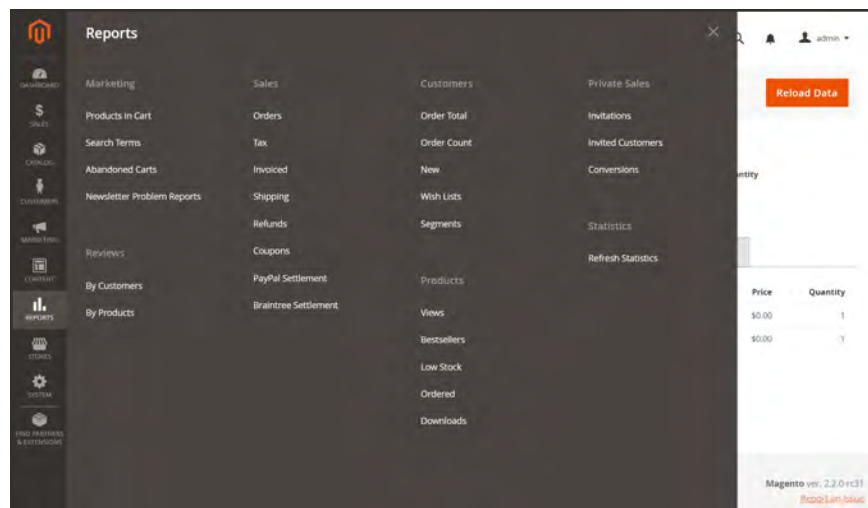 Reports
DASHBOARD
SALES
CATALOG
CUSTOMERS
MARKETING
CONTENT
REPORTS
STORES
SYSTEM
FIND PARTNERS
& EXTENSIONS
Marketing
Products in Cart
Search Terms
Abandoned Carts
Newsletter Problem Reports
Reviews
By Customers
By Products
Sales
Orders
Tax
Invoiced
Shipping
Refunds
Coupons
PayPal Settlement
Braintree Settlement
Customers
Order Total
Order Count
New
Wish Lists
Segments
Products
Views
Bestsellers
Low Stock
Ordered
Downloads
Private Sales
Invitations
Invited Customers
Conversions
Statistics
Refresh Statistics
admin
Reload Data
antity
Price Quantity
$0.00 1
$0.00 1
Magento ver. 2.2.0-rc31
Report an Issue